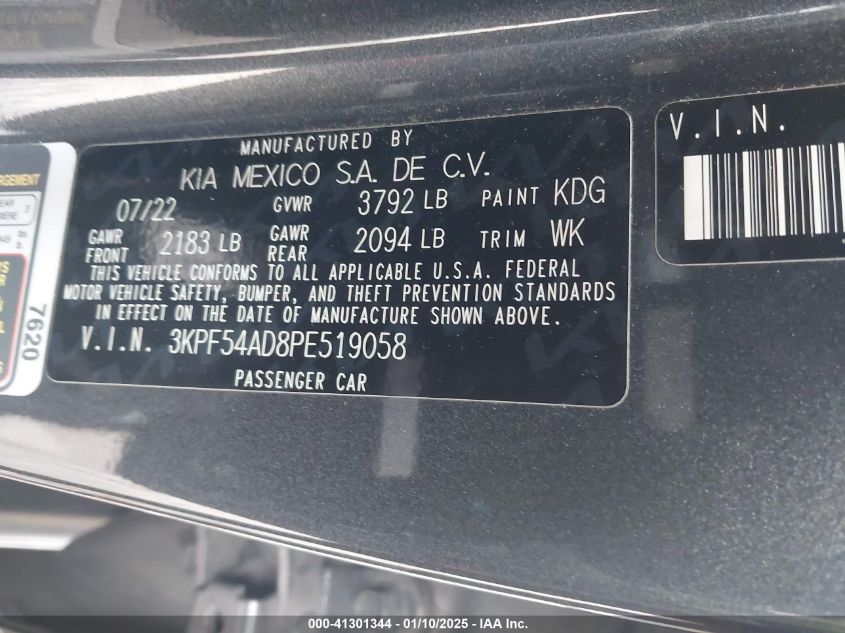 MANUFACTURED BY
KIA MEXICO S.A. DE C.V.
07/22 GVWR 3792 LB PAINT KDG
GAWR FRONT 2183 LB GAWR REAR 2094 LB TRIM WK
THIS VEHICLE CONFORMS TO ALL APPLICABLE U.S.A. FEDERAL
MOTOR VEHICLE SAFETY, BUMPER, AND THEFT PREVENTION STANDARDS
IN EFFECT ON THE DATE OF MANUFACTURE SHOWN ABOVE.
V.I.N. 3KPF54AD8PE519058
PASSENGER CAR
V.I.N.
7620
000-41301344 — 01/10/2025 — IAA Inc.